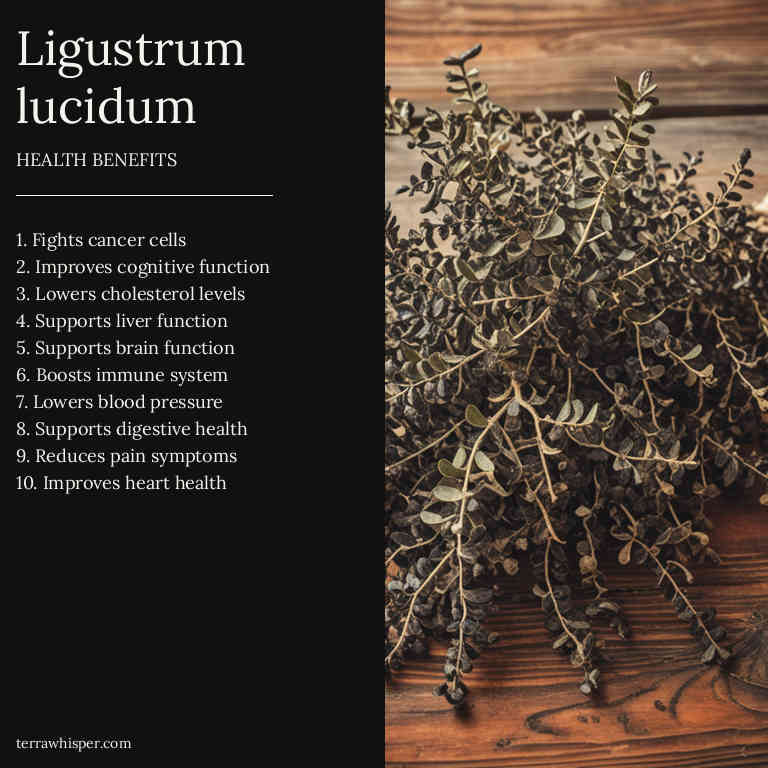 Ligustrum
lucidum
HEALTH BENEFITS
1. Fights cancer cells
2. Improves cognitive function
3. Lowers cholesterol levels
4. Supports liver function
5. Supports brain function
6. Boosts immune system
7. Lowers blood pressure
8. Supports digestive health
9. Reduces pain symptoms
10. Improves heart health
terrawhisper.com